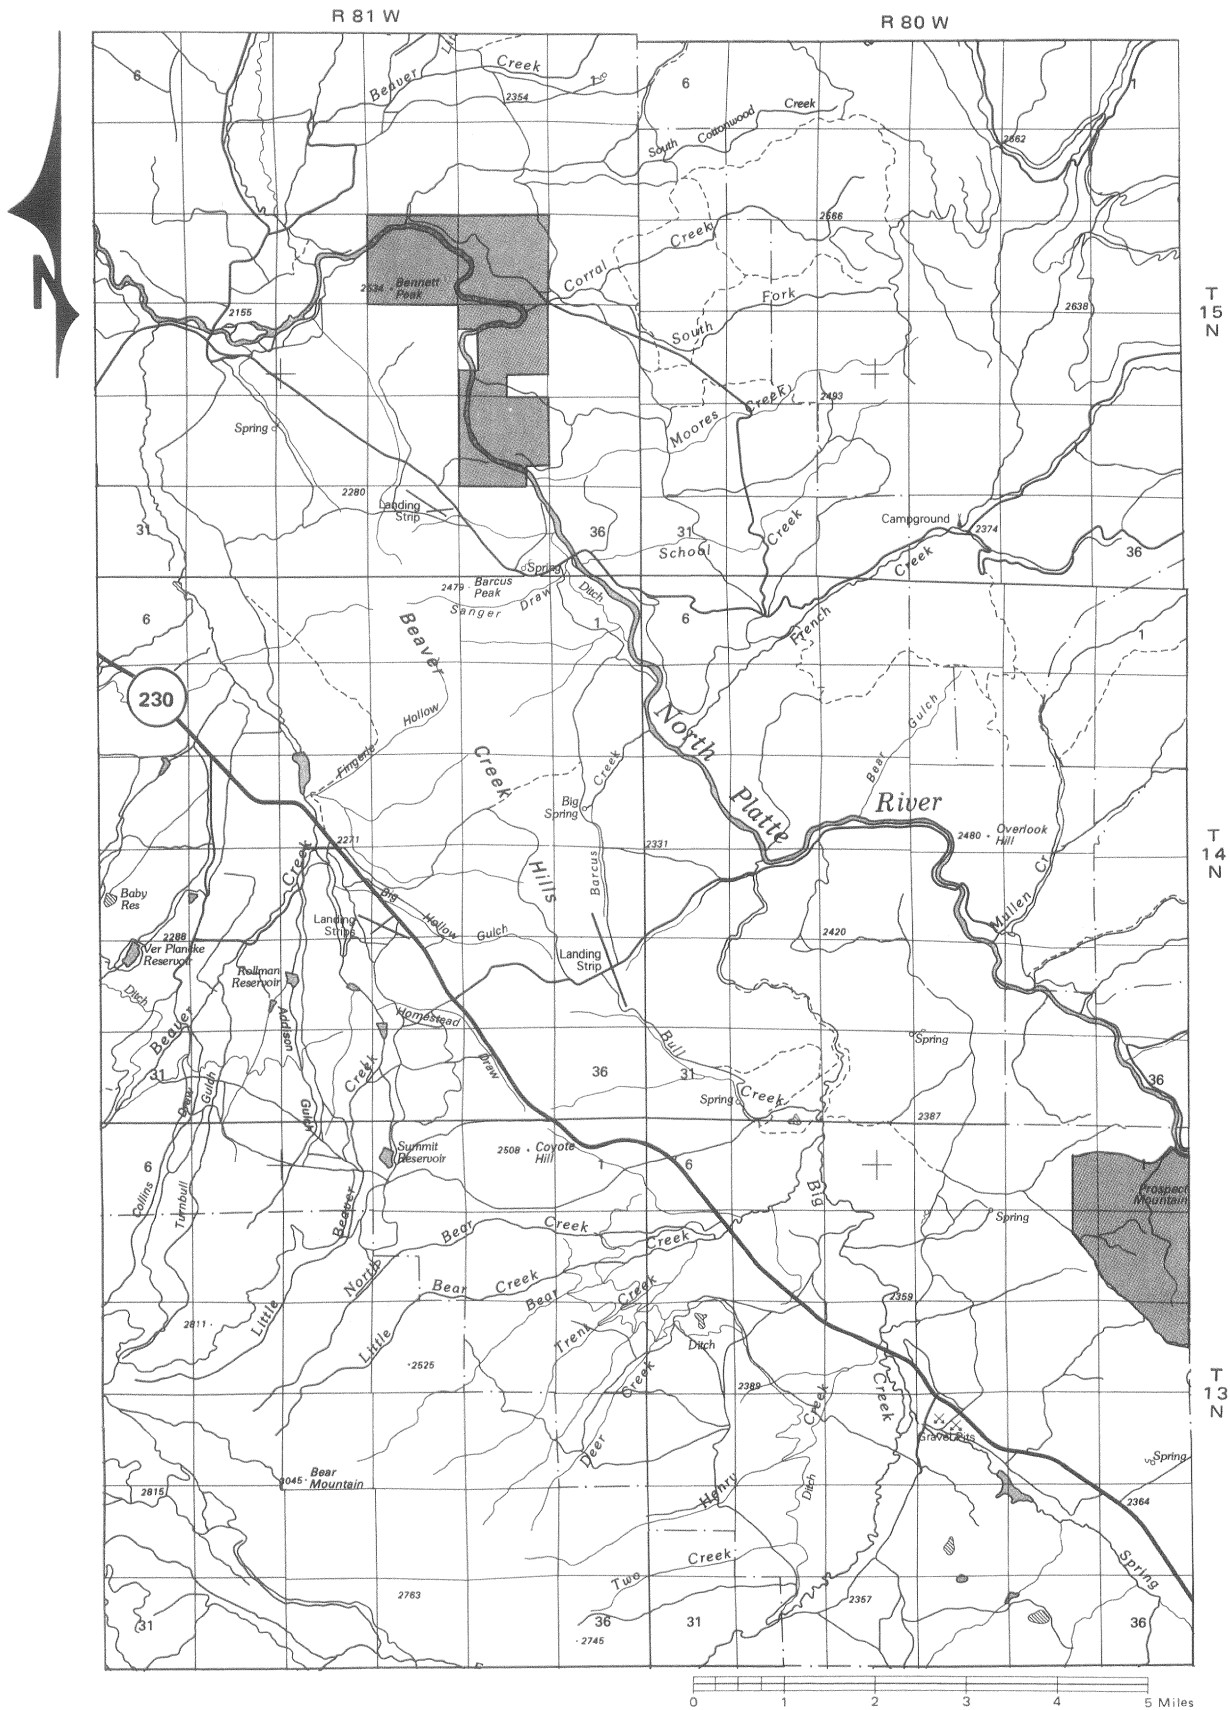 R 81 W
R 80 W
6
Beaver
Creek
2354
6
South Cottonwood Creek
1
2662
N
2566
Corral Creek
2534 Bennett
Peak
2155
South Fork
2638
T
15
N
Moores Creek
2493
Spring
2280
Landing
Strip
31
36
31
School Creek
Campground
2374
36
Spring
French Creek
2479 Barcus
Peak
Sanger Draw
Ditch
6
1
6
1
Beaver
Creek
Hills
230
Fingerie Hollow
North
Platte
River
Bear Gulch
Big
Spring
Barcus Creek
2271
2331
2480 Overlook
Hill
T
14
N
Creek
Baby
Res
Big Hollow Gulch
Landing
Strips
2288
Ver Plancke
Reservoir
Rollman
Reservoir
Landing
Strip
2420
Mullen Cr
Ditch
Beaver
Addison
Gulch
Homestead
Draw
Creek
Bull
Creek
Spring
31
36
31
36
Draw
Gulch
Spring
2387
Summit
Reservoir
2508 Coyote
Hill
6
1
6
1
Prospect
Mountain
Collins
Turnbull
Beaver
Big
Spring
Bear Creek
Creek
North
Little
Bear Creek
Bear Creek
2359
2811
Little
Trent
Ditch
2525
Creek
2389
Creek
Creek
T
13
N
Gravel Pits
Deer
3045 Bear
Mountain
Spring
2815
Henry
Ditch
2364
Two Creek
Spring
2763
2357
31
36
31
36
2745
0 1 2 3 4 5 Miles